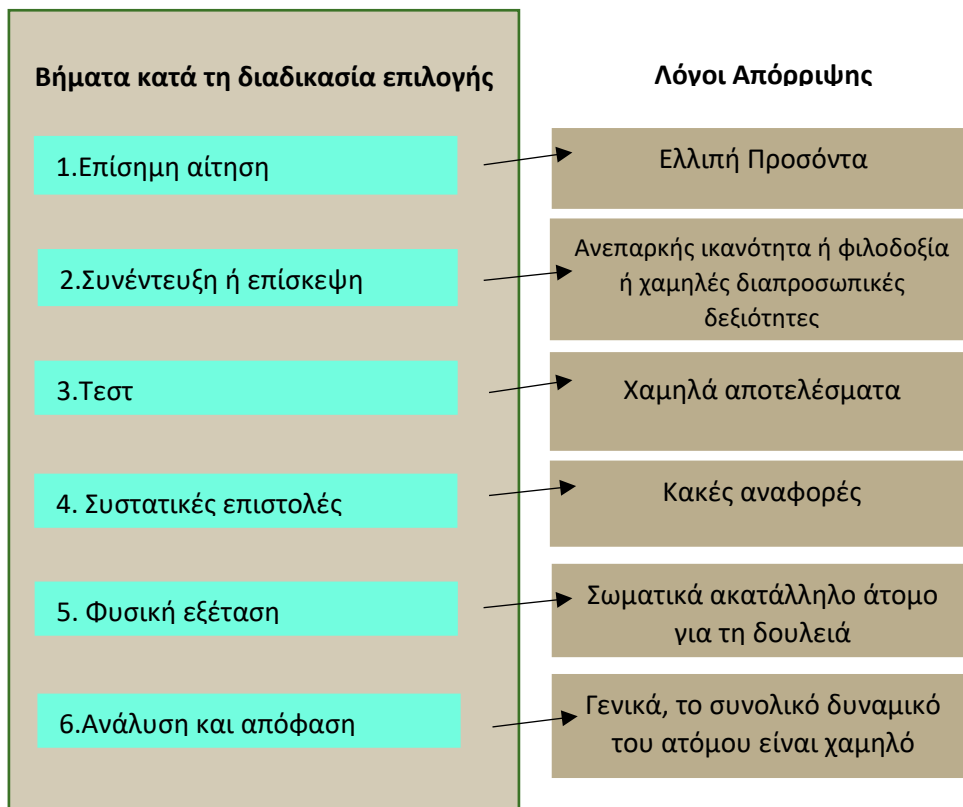 Βήματα κατά τη διαδικασία επιλογής
Λόγοι Απόρριψης
1.Επίσημη αίτηση
Ελλιπή Προσόντα
2.Συνέντευξη ή επίσκεψη
Ανεπαρκής ικανότητα ή φιλοδοξία
ή χαμηλές διαπροσωπικές
δεξιότητες
3.Τεστ
Χαμηλά αποτελέσματα
4. Συστατικές επιστολές
Κακές αναφορές
5. Φυσική εξέταση
Σωματικά ακατάλληλο άτομο
για τη δουλειά
6.Ανάλυση και απόφαση
Γενικά, το συνολικό δυναμικό
του ατόμου είναι χαμηλό